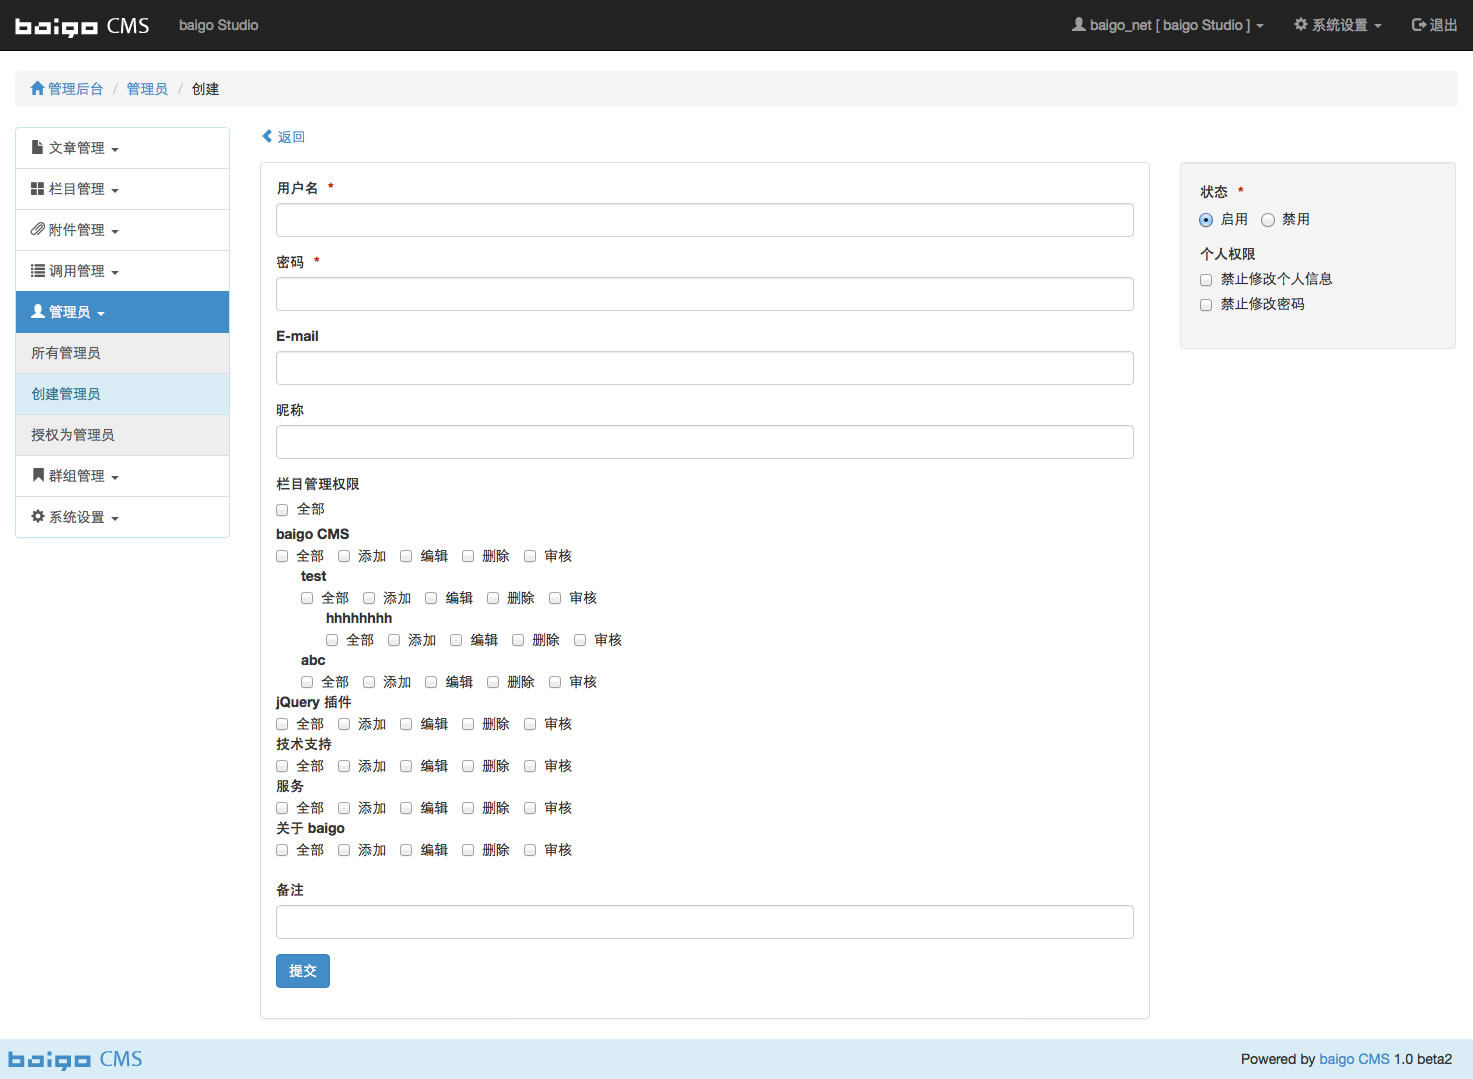 baigo CMS baigo Studio baigo_net [ baigo Studio ] 系统设置 退出
管理后台 / 管理员 / 创建
文章管理
栏目管理
附件管理
调用管理
管理员
所有管理员
创建管理员
授权为管理员
群组管理
系统设置
返回
用户名 *
密码 *
E-mail
昵称
栏目管理权限
全部
baigo CMS
全部 添加 编辑 删除 审核
test
全部 添加 编辑 删除 审核
hhhhhhhh
全部 添加 编辑 删除 审核
abc
全部 添加 编辑 删除 审核
jQuery 插件
全部 添加 编辑 删除 审核
技术支持
全部 添加 编辑 删除 审核
服务
全部 添加 编辑 删除 审核
关于 baigo
全部 添加 编辑 删除 审核
备注
提交
状态 *
启用 禁用
个人权限
禁止修改个人信息
禁止修改密码
baigo CMS Powered by baigo CMS 1.0 beta2